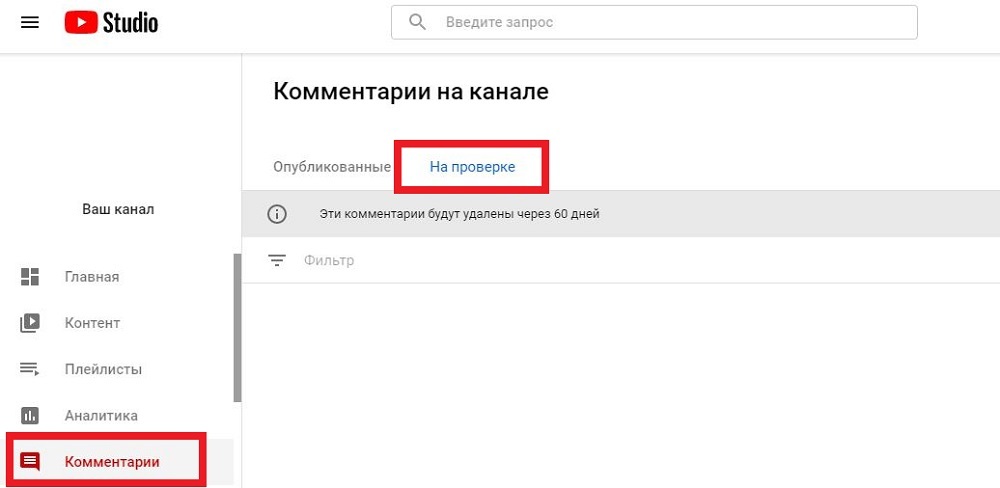 Studio
Введите запрос
Комментарии на канале
Опубликованные
На проверке
Эти комментарии будут удалены через 60 дней
Фильтр
Ваш канал
Главная
Контент
Плейлисты
Аналитика
Комментарии